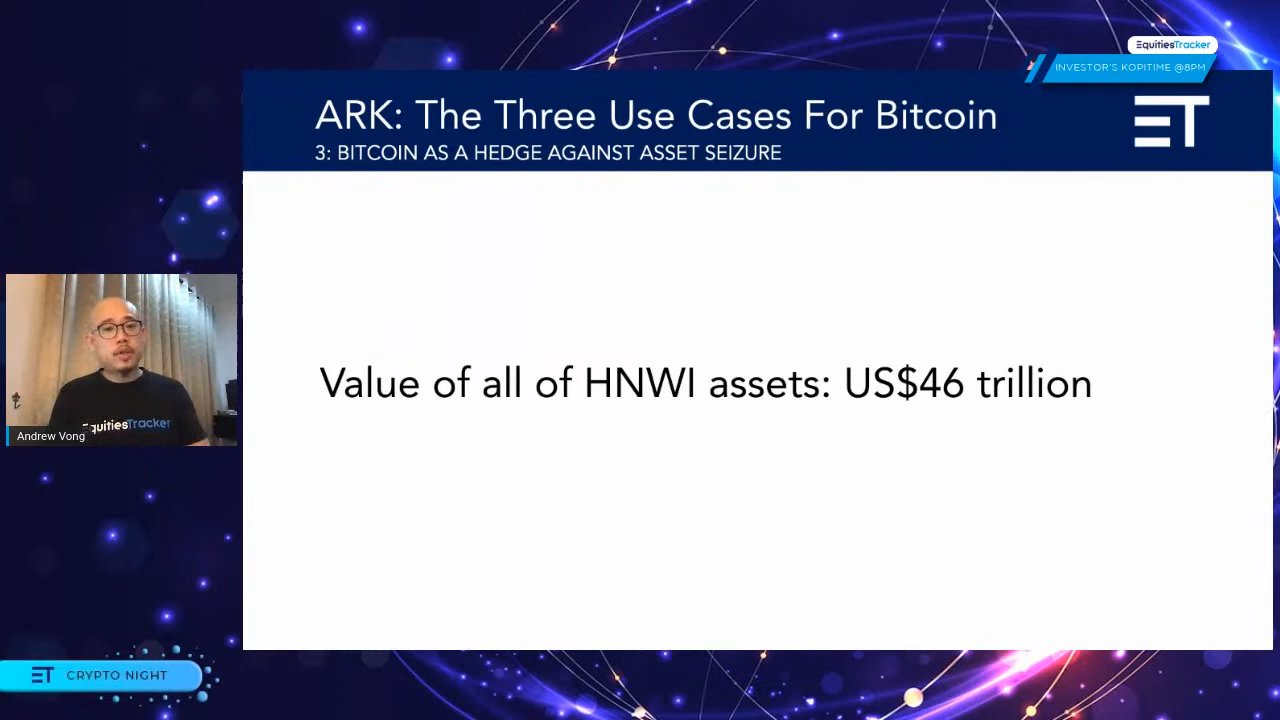 EquitiesTracker
INVESTOR'S KOPITIME @8PM
ARK: The Three Use Cases For Bitcoin
3: BITCOIN AS A HEDGE AGAINST ASSET SEIZURE
ET
Value of all of HNWI assets: US$46 trillion
EquitiesTracker
Andrew Vong
ET CRYPTO NIGHT